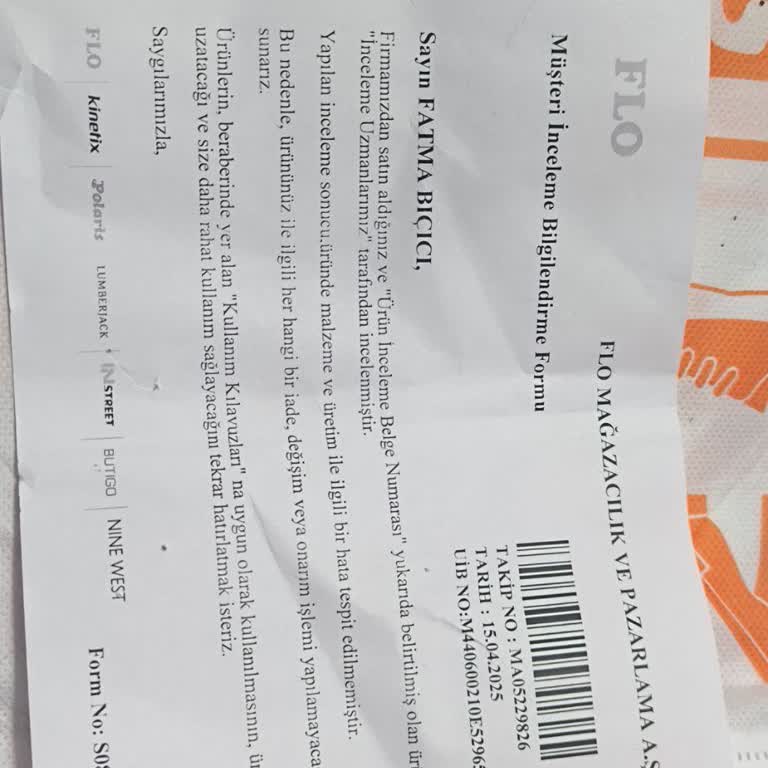 FLO
FLO MAĞAZACILIK VE PAZARLAMA A.Ş
Müşteri İnceleme Bilgilendirme Formu
TAKİP NO : MA05229826
TARİH : 15.04.2025
UİB NO:M440600210E5296
Sayın FATMA BIÇICI,
Firmamızdan satın aldığınız ve "Ürün İnceleme Belge Numarası" yukarıda belirtilmiş olan
"İnceleme Uzmanlarımız" tarafından incelenmiştir.
Yapılan inceleme sonucu,üründe malzeme ve üretim ile ilgili bir hata tespit edilmemiştir.
Bu nedenle, ürününüz ile ilgili her hangi bir iade, değişim veya onarım işlemi
sunarız.
Ürünlerin, beraberinde yer alan "Kullanım Kılavuzları" na uygun olarak kullanılmasının,
uzatacağı ve size daha rahat kullanım sağlayacağını tekrar hatırlatmak isteriz.
Saygılarımızla,
FLO kinetix Polaris LUMBERJACK INSTREET BUTIGO NINE WEST
Form No: